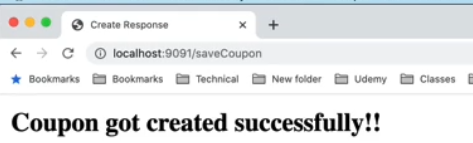 Create Response
localhost:9091/saveCoupon
Bookmarks Bookmarks Technical New folder Udemy Classes
Coupon got created successfully!!